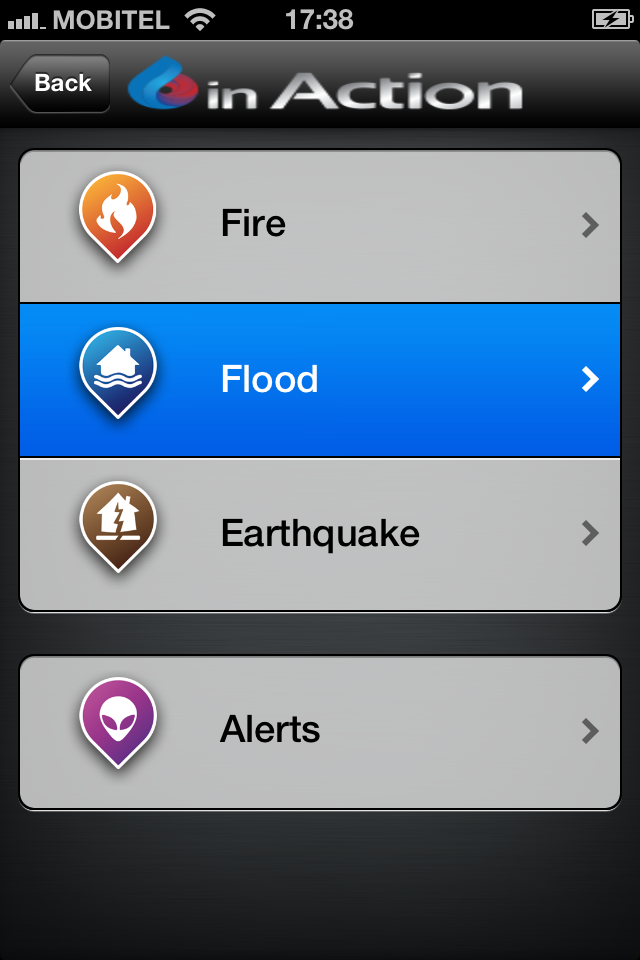 MOBITEL 17:38
Back in Action
Fire
Flood
Earthquake
Alerts